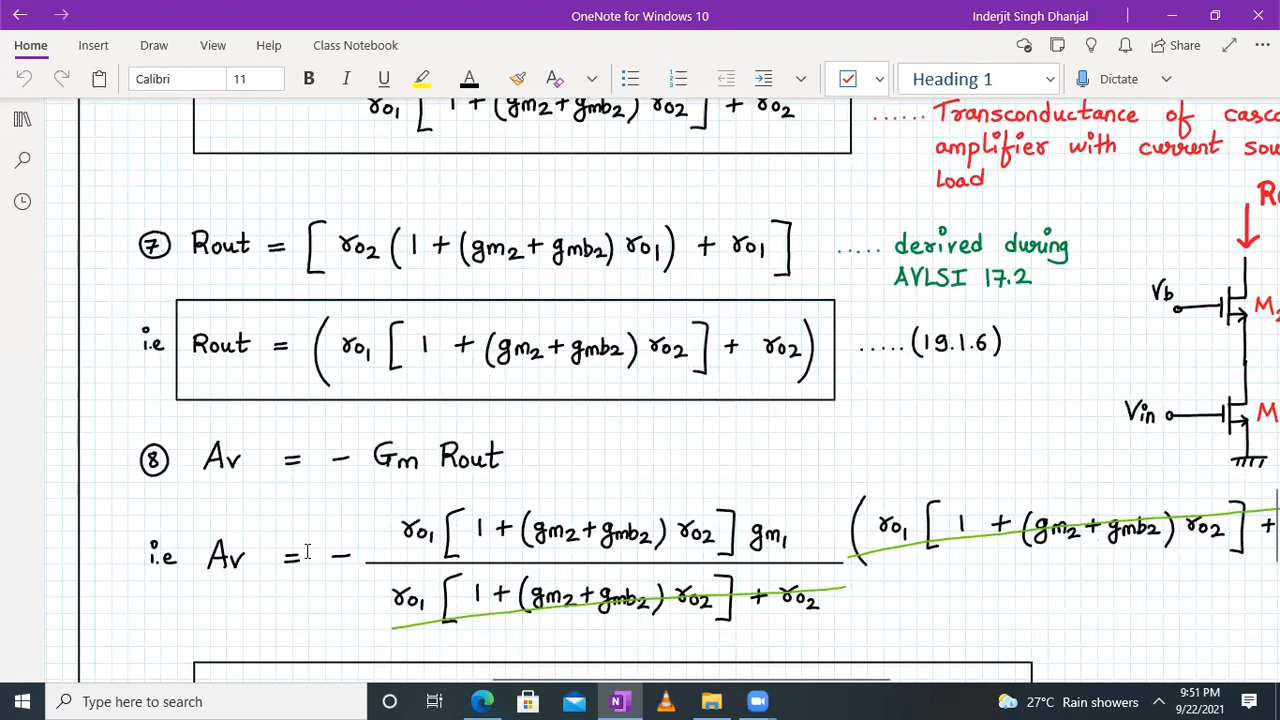 OneNote for Windows 10
Inderjit Singh Dhanjal
Home Insert Draw View Help Class Notebook Share
Calibri 11 B I U A Heading 1 Dictate
ro1 [ 1 + (gm2 + gmb2) ro2 ] + ro2
...... Transconductance of
amplifier with current
load
⑦ Rout = [ ro2 ( 1 + (gm2 + gmb2) ro1 ) + ro1 ] ..... derived during
AVLSI 17.2
i.e Rout = ( ro1 [ 1 + (gm2 + gmb2) ro2 ] + ro2 ) ..... (19.1.6)
Vb
Vin
⑧ Av = - Gm Rout
ro1 [ 1 + (gm2 + gmb2) ro2 ] gm1 ( ro1 [ 1 + (gm2 + gmb2) ro2 ] +
i.e Av = -
ro1 [ 1 + (gm2 + gmb2) ro2 ] + ro2
Type here to search
27°C Rain showers
9:51 PM
9/22/2021